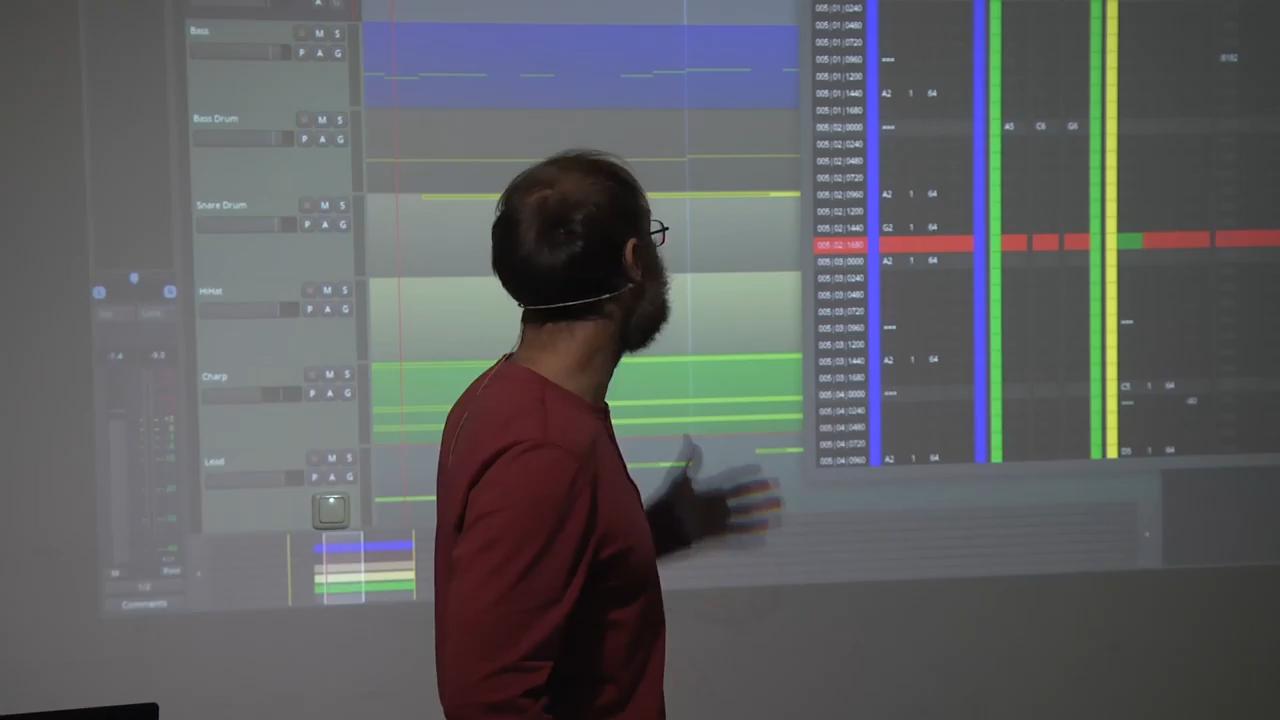 A G
Bass
M S
P A G
Bass Drum
M S
P A G
Snare Drum
M S
P A G
HiHat
M S
P A G
Charp
M S
P A G
Lead
M S
P A G
-9.0
1/2
Comments
005|01|0240
005|01|0480
005|01|0720
005|01|0960 ===
005|01|1200
005|01|1440 A2 1 64
005|01|1680
005|02|0000 === A5 C6 G6
005|02|0240
005|02|0480
005|02|0720
005|02|0960 A2 1 64
005|02|1200
005|02|1440 G2 1 64
005|02|1680
005|03|0000 A2 1 64
005|03|0240
005|03|0480
005|03|0720
005|03|0960 ===
005|03|1200
005|03|1440 A2 1 64
005|03|1680
005|04|0000 === C5 1 64
005|04|0240 ===
005|04|0480
005|04|0720
005|04|0960 A2 1 64 D5 1 64
8192